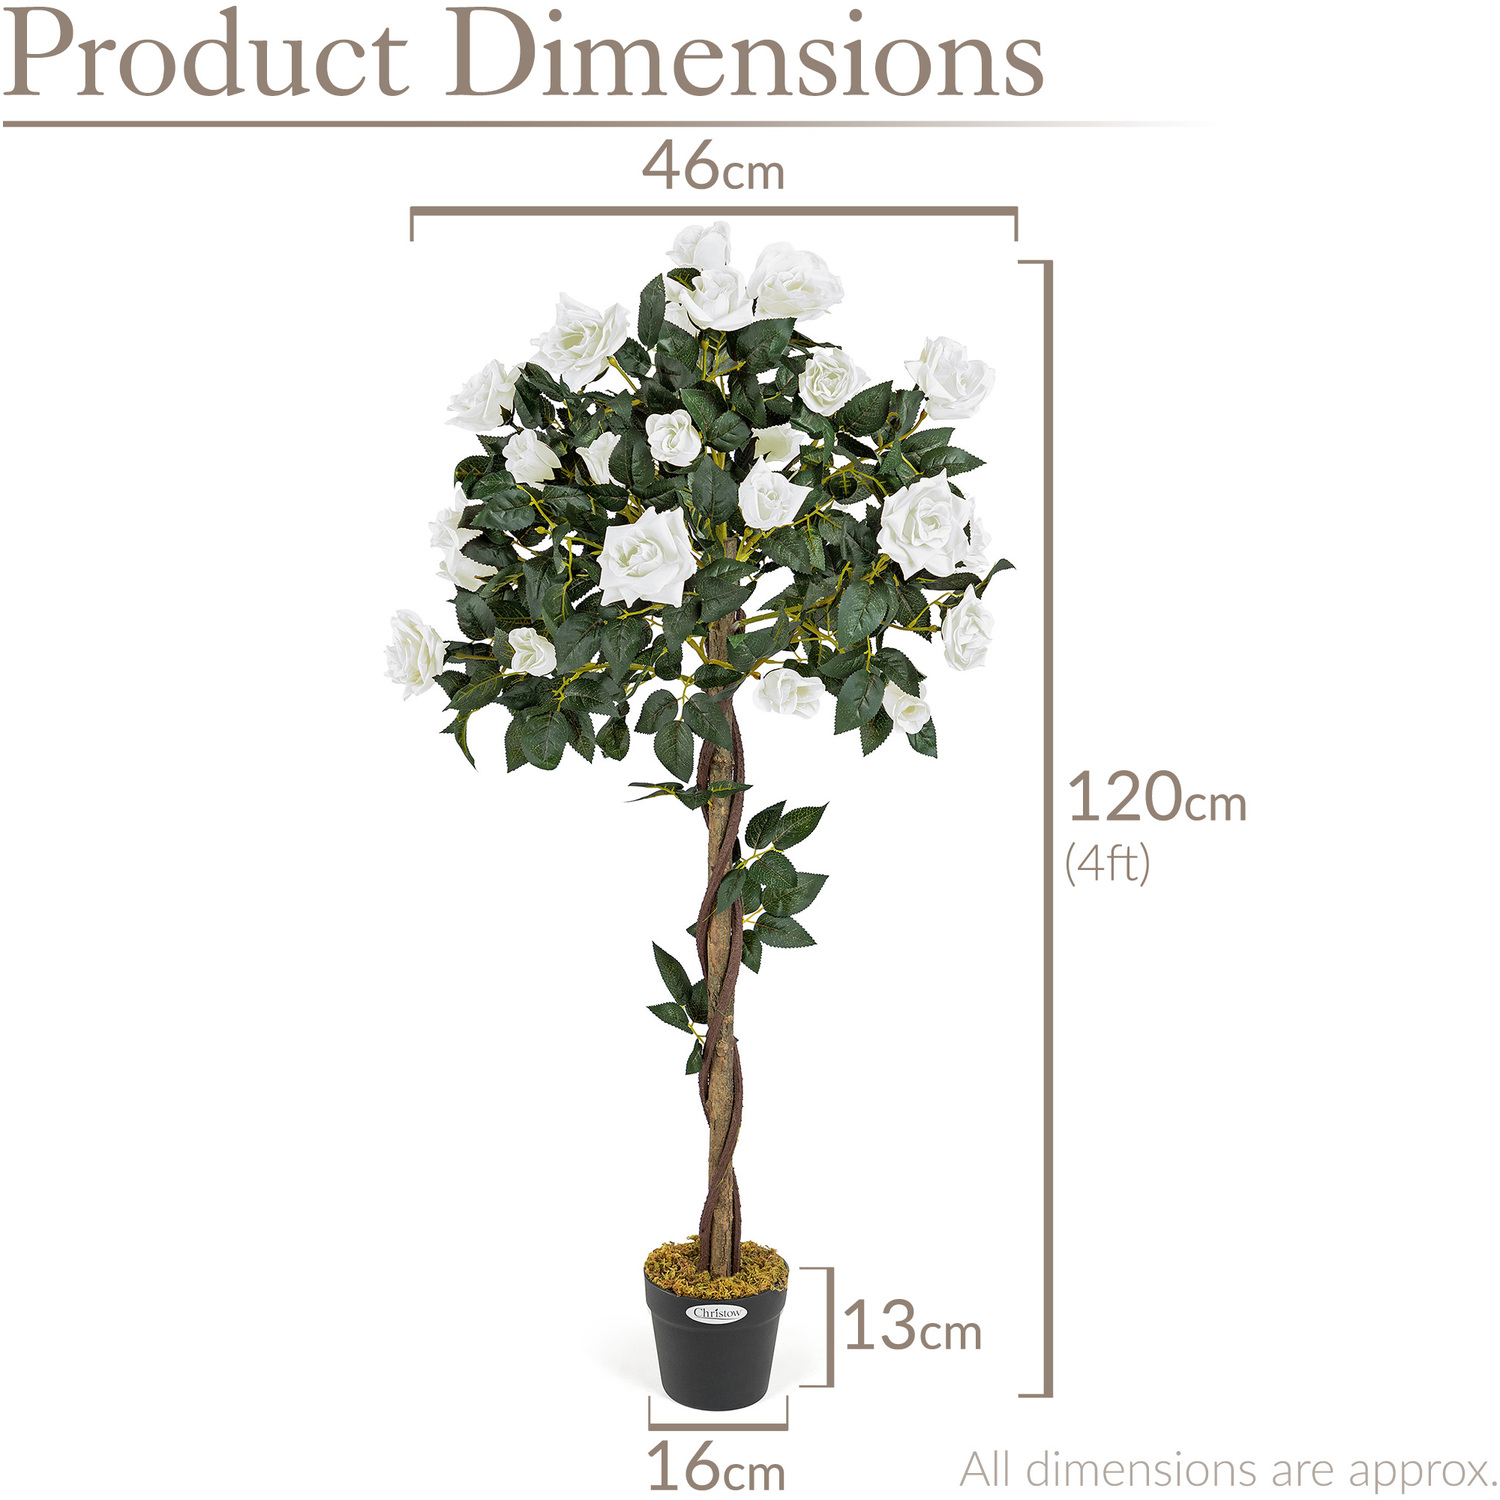 Product Dimensions
46cm
120cm
(4ft)
13cm
Christow
16cm
All dimensions are approx.